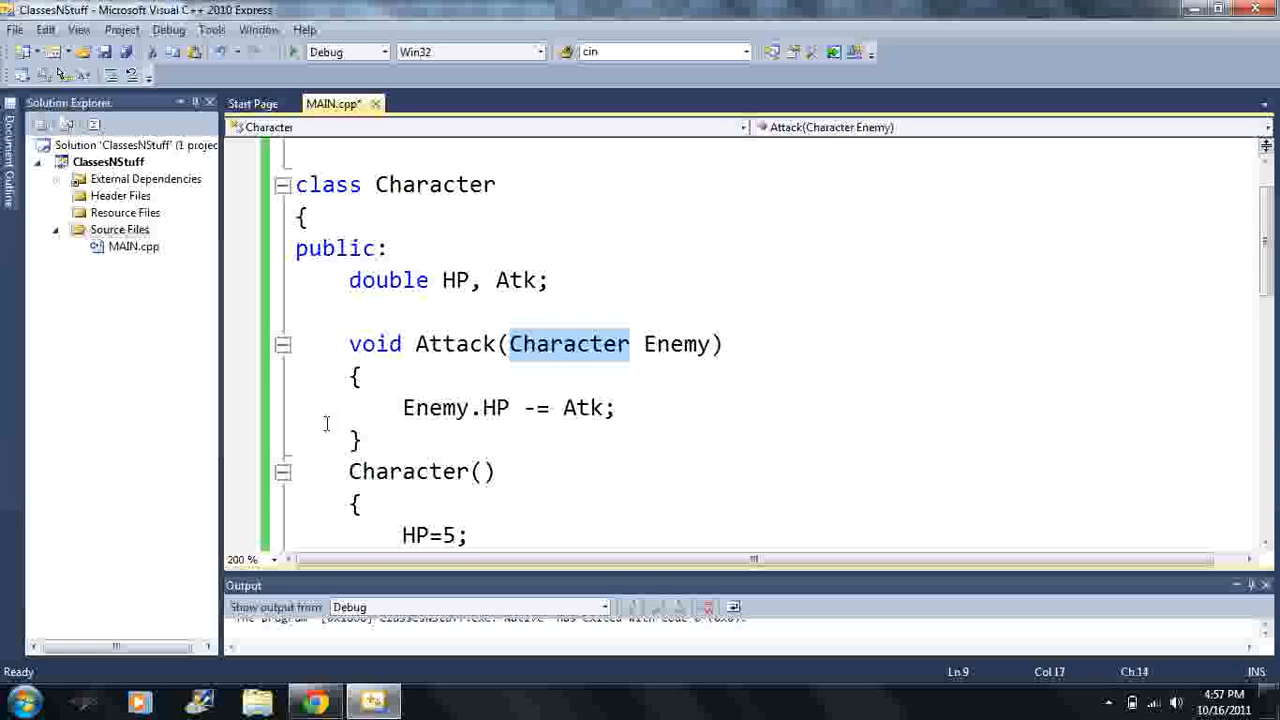 ClassesNStuff - Microsoft Visual C++ 2010 Express
File Edit View Project Debug Tools Window Help
Debug Win32 cin
Solution Explorer
Start Page MAIN.cpp*
Character Attack(Character Enemy)
Document Outline
Solution 'ClassesNStuff' (1 projec
ClassesNStuff
External Dependencies
Header Files
Resource Files
Source Files
MAIN.cpp
class Character
{
public:
double HP, Atk;
void Attack(Character Enemy)
{
Enemy.HP -= Atk;
}
Character()
{
HP=5;
200 %
Output
Show output from: Debug
Ready Ln 9 Col 17 Ch 14 INS
4:57 PM
10/16/2011